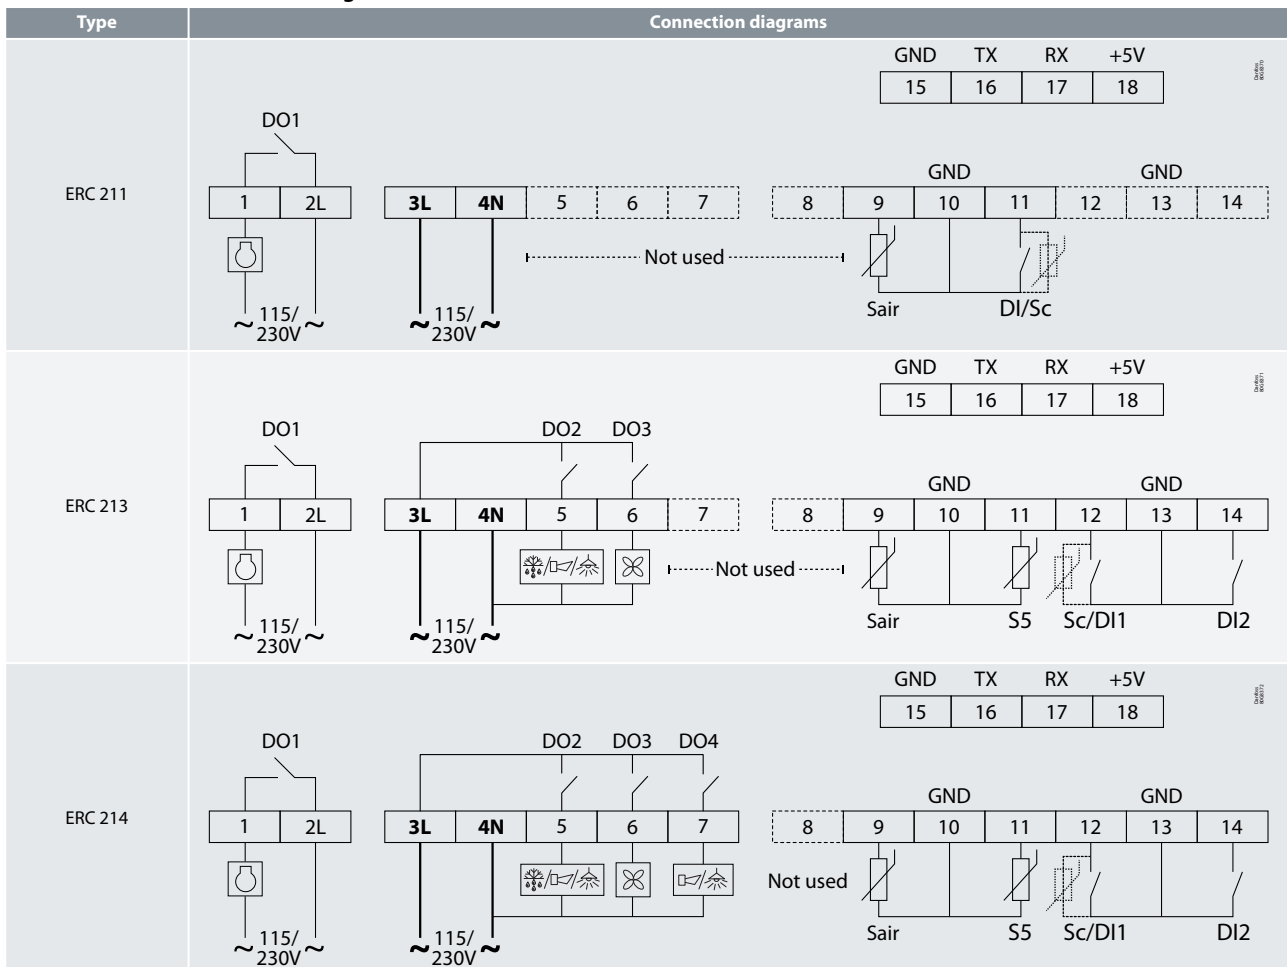 Type Connection diagrams
GND TX RX +5V
15 16 17 18
DO1
GND GND
ERC 211
1 2L 3L 4N 5 6 7 8 9 10 11 12 13 14
Not used
Sair DI/Sc
~ 115/ ~ ~ 115/ ~
230V 230V
GND TX RX +5V
15 16 17 18
DO1 DO2 DO3
GND GND
ERC 213
1 2L 3L 4N 5 6 7 8 9 10 11 12 13 14
Not used
Sair S5 Sc/DI1 DI2
~ 115/ ~ ~ 115/ ~
230V 230V
GND TX RX +5V
15 16 17 18
DO1 DO2 DO3 DO4
GND GND
ERC 214
1 2L 3L 4N 5 6 7 8 9 10 11 12 13 14
Not used
Sair S5 Sc/DI1 DI2
~ 115/ ~ ~ 115/ ~
230V 230V